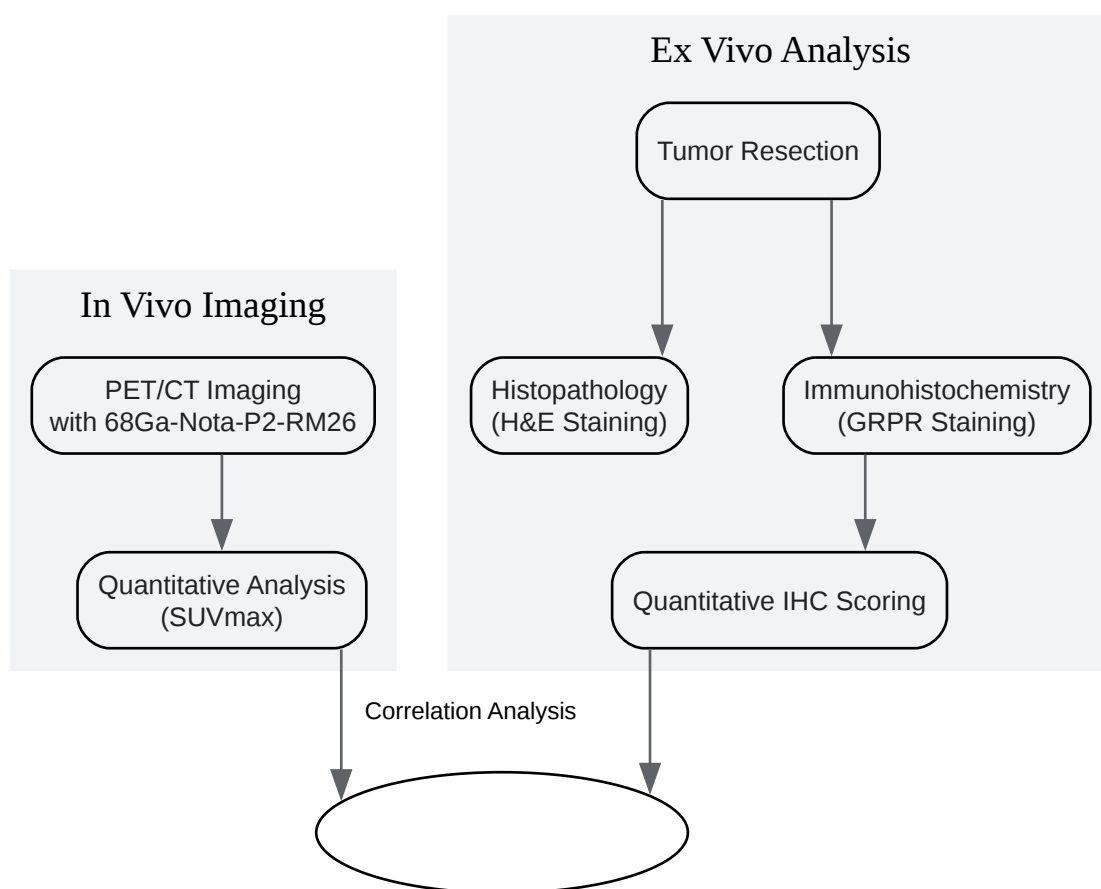 Ex Vivo Analysis
Tumor Resection
In Vivo Imaging
PET/CT Imaging
with 68Ga-Nota-P2-RM26
Histopathology
(H&E Staining)
Immunohistochemistry
(GRPR Staining)
Quantitative Analysis
(SUVmax)
Quantitative IHC Scoring
Correlation Analysis